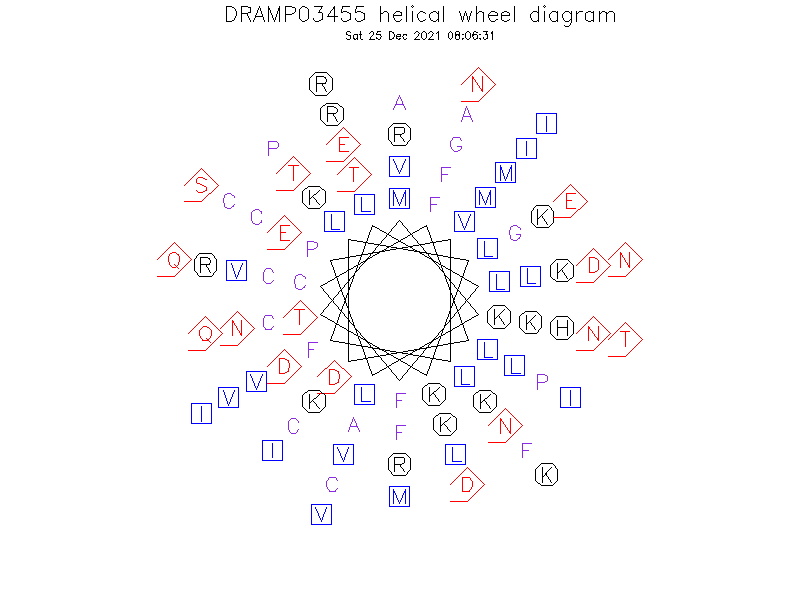 DRAMP03455 helical wheel diagram
Sat 25 Dec 2021 08:06:31
R N
A
R A
I
R
E G
P I
V
T T F M
S
C K L M F M E
C L V K
E G
P L
Q R V C C L L K D N
Q N C T K K H N T
F L
D L
V D L P
V K L F K K I
I
C A F K N
I V L F
R K
C D
M
V